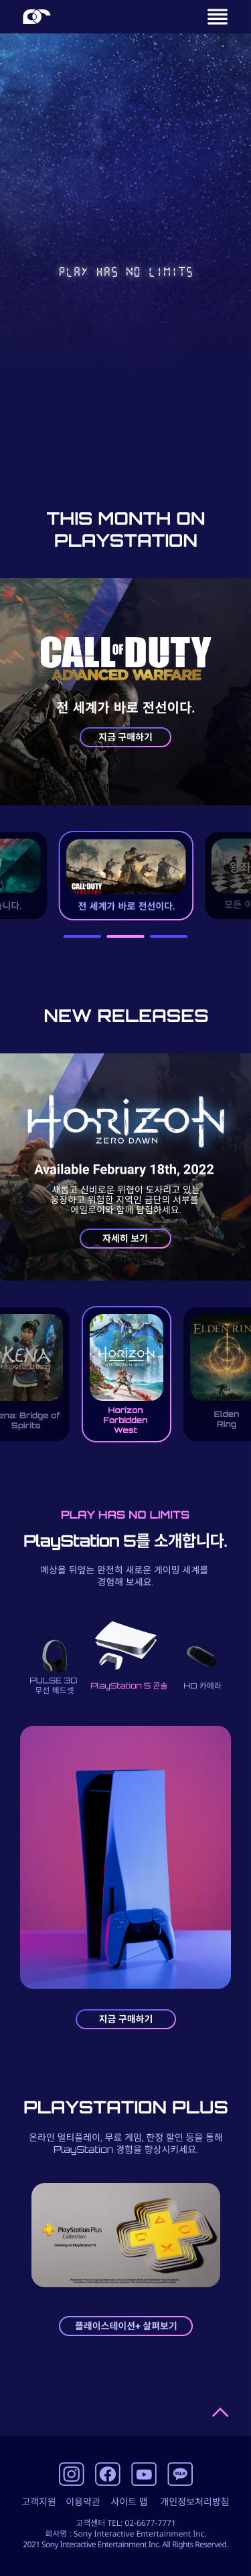 PLAY HAS NO LIMITS
THIS MONTH ON
PLAYSTATION
CALL OF DUTY
ADVANCED WARFARE
전 세계가 바로 전선이다.
지금 구매하기
습니다.
CALL OF DUTY
전 세계가 바로 전선이다.
모든
NEW RELEASES
HORIZON
ZERO DAWN
Available February 18th, 2022
새롭고 신비로운 위협이 도사리고 있는
웅장하고 위험한 지역인 금단의 서부를
에일로이와 함께 탐험하세요.
자세히 보기
KENA
ena: Bridge of
Spirits
HORIZON
FORBIDDEN WEST
Horizon
Forbidden
West
ELDEN RIN
Elden
Ring
PLAY HAS NO LIMITS
PlayStation 5를 소개합니다.
예상을 뒤엎는 완전히 새로운 게이밍 세계를
경험해 보세요.
PULSE 3D
무선 헤드셋
PlayStation 5 콘솔
HD 카메라
지금 구매하기
PLAYSTATION PLUS
온라인 멀티플레이, 무료 게임, 한정 할인 등을 통해
PlayStation 경험을 향상시키세요.
PlayStation Plus
Collection
Coming to PlayStation 5
플레이스테이션+ 살펴보기
TALK
고객지원 이용약관 사이트 맵 개인정보처리방침
고객센터 TEL: 02-6677-7771
회사명 : Sony Interactive Entertainment Inc.
2021 Sony Interactive Entertainment Inc. All Rights Reserved.